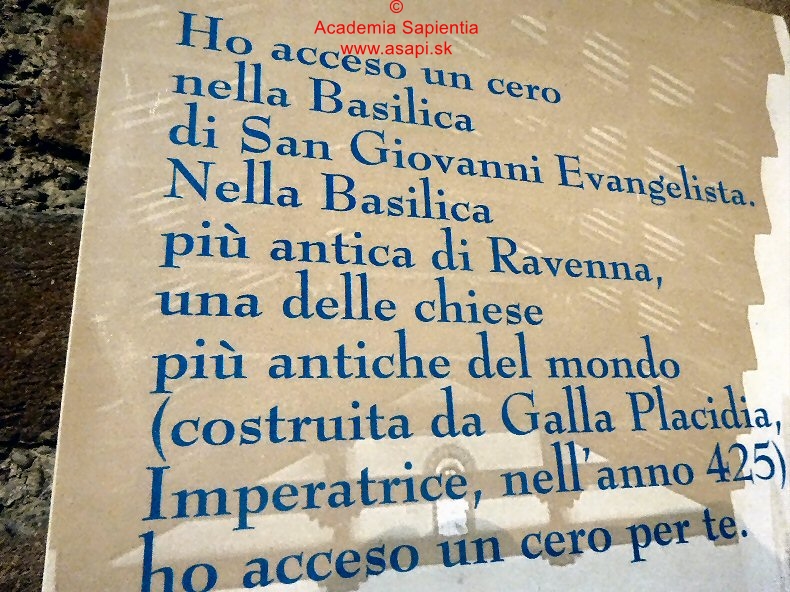 ©
Academia Sapientia
www.asapi.sk
Ho acceso un cero
nella Basilica
di San Giovanni Evangelista.
Nella Basilica
più antica di Ravenna,
una delle chiese
più antiche del mondo
(costruita da Galla Placidia,
Imperatrice, nell'anno 425)
ho acceso un cero per te.